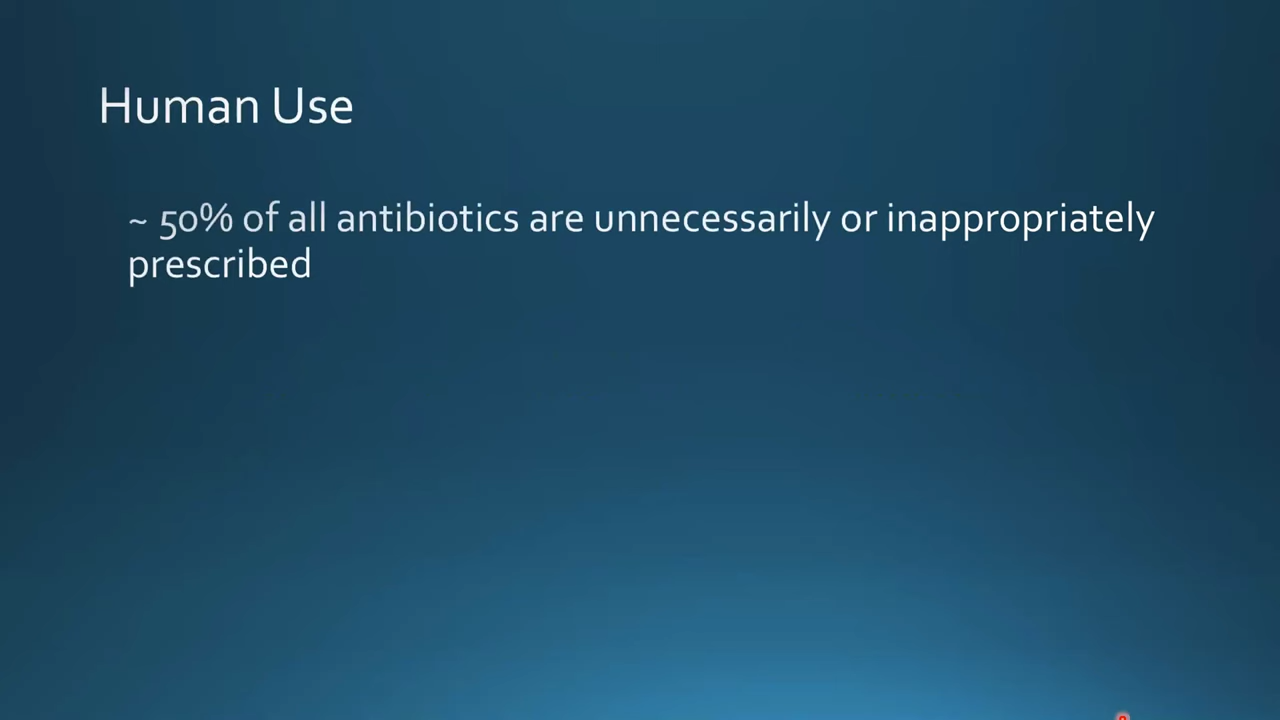 Human Use
~ 50% of all antibiotics are unnecessarily or inappropriately
prescribed